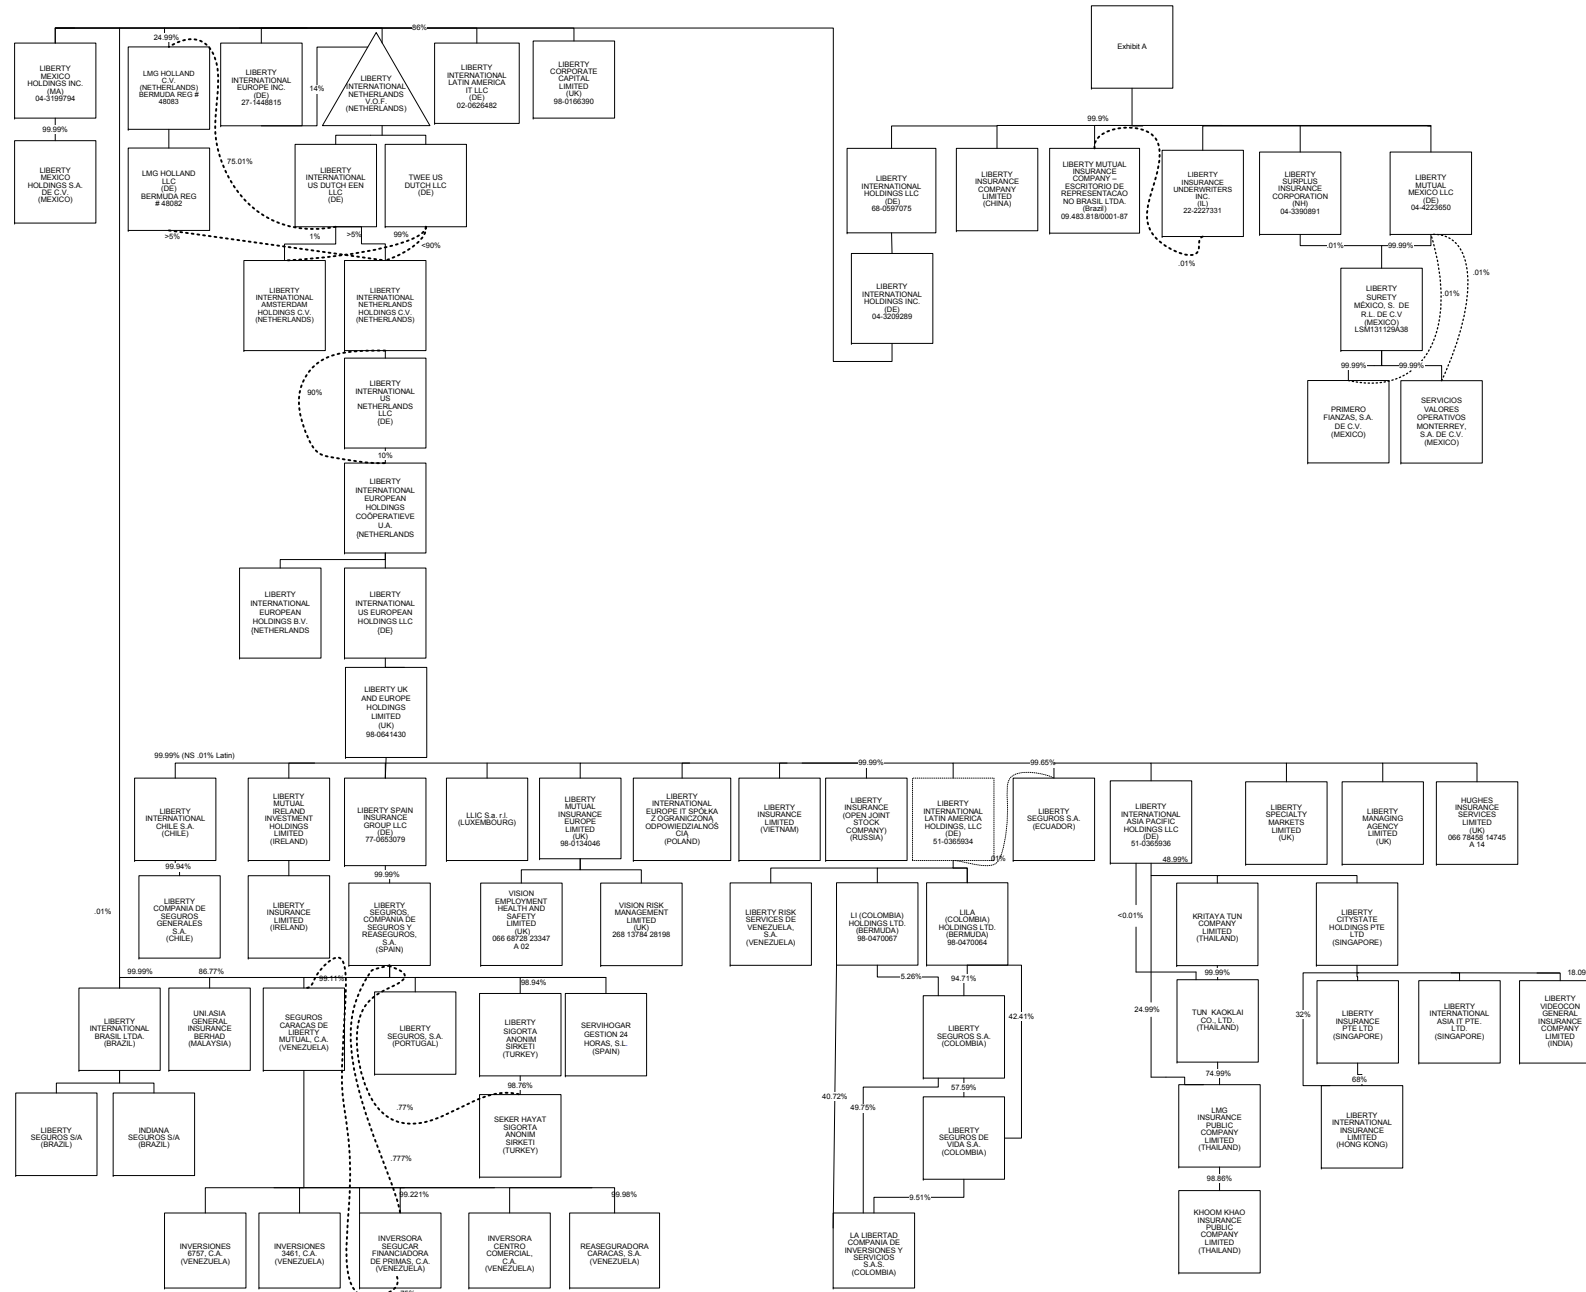 Exhibit A
86%
24.99%
LIBERTY
MEXICO
HOLDINGS INC.
(MA)
04-3199794
LMG HOLLAND
C.V.
(NETHERLANDS)
BERMUDA REG #
48083
LIBERTY
INTERNATIONAL
EUROPE INC.
(DE)
27-1448815
14%
LIBERTY
INTERNATIONAL
NETHERLANDS
V.O.F.
(NETHERLANDS)
LIBERTY
INTERNATIONAL
LATIN AMERICA
IT LLC
(DE)
02-0626482
LIBERTY
CORPORATE
CAPITAL
LIMITED
(UK)
98-0166390
99.99%
75.01%
99.9%
LIBERTY
MEXICO
HOLDINGS S.A.
DE C.V.
(MEXICO)
LMG HOLLAND
LLC
(DE)
BERMUDA REG
# 48082
LIBERTY
INTERNATIONAL
US DUTCH EEN
LLC
(DE)
TWEE US
DUTCH LLC
(DE)
LIBERTY
INTERNATIONAL
HOLDINGS LLC
(DE)
68-0597075
LIBERTY
INSURANCE
COMPANY
LIMITED
(CHINA)
LIBERTY MUTUAL
INSURANCE
COMPANY –
ESCRITORIO DE
REPRESENTACAO
NO BRASIL LTDA.
(Brazil)
09.483.818/0001-87
LIBERTY
INSURANCE
UNDERWRITERS
INC.
(IL)
22-2227331
LIBERTY
SURPLUS
INSURANCE
CORPORATION
(NH)
04-3390891
LIBERTY
MUTUAL
MEXICO LLC
(DE)
04-4223650
>5%
1%
>5%
99%
<90%
.01%
.01%
99.99%
.01%
.01%
LIBERTY
INTERNATIONAL
AMSTERDAM
HOLDINGS C.V.
(NETHERLANDS)
LIBERTY
INTERNATIONAL
NETHERLANDS
HOLDINGS C.V.
(NETHERLANDS)
LIBERTY
INTERNATIONAL
HOLDINGS INC.
(DE)
04-3209289
LIBERTY
SURETY
MÉXICO, S. DE
R.L. DE C.V
(MEXICO)
LSM131129A38
99.99%
99.99%
90%
LIBERTY
INTERNATIONAL
US
NETHERLANDS
LLC
(DE)
PRIMERO
FIANZAS, S.A.
DE C.V.
(MEXICO)
SERVICIOS
VALORES
OPERATIVOS
MONTERREY,
S.A. DE C.V.
(MEXICO)
10%
LIBERTY
INTERNATIONAL
EUROPEAN
HOLDINGS
COÖPERATIEVE
U.A.
(NETHERLANDS
LIBERTY
INTERNATIONAL
EUROPEAN
HOLDINGS B.V.
(NETHERLANDS
LIBERTY
INTERNATIONAL
US EUROPEAN
HOLDINGS LLC
(DE)
LIBERTY UK
AND EUROPE
HOLDINGS
LIMITED
(UK)
98-0641430
99.99% (NS .01% Latin)
99.99%
99.65%
LIBERTY
INTERNATIONAL
CHILE S.A.
(CHILE)
LIBERTY
MUTUAL
IRELAND
INVESTMENT
HOLDINGS
LIMITED
(IRELAND)
LIBERTY SPAIN
INSURANCE
GROUP LLC
(DE)
77-0653079
LLIC S.a. r.l.
(LUXEMBOURG)
LIBERTY
MUTUAL
INSURANCE
EUROPE
LIMITED
(UK)
98-0134046
LIBERTY
INTERNATIONAL
EUROPE IT SPÓŁKA
Z OGRANICZONĄ
ODPOWIEDZIALNOŚ
CIĄ
(POLAND)
LIBERTY
INSURANCE
LIMITED
(VIETNAM)
LIBERTY
INSURANCE
(OPEN JOINT
STOCK
COMPANY)
(RUSSIA)
LIBERTY
INTERNATIONAL
LATIN AMERICA
HOLDINGS, LLC
(DE)
51-0365934
LIBERTY
SEGUROS S.A.
(ECUADOR)
LIBERTY
INTERNATIONAL
ASIA PACIFIC
HOLDINGS LLC
(DE)
51-0365936
LIBERTY
SPECIALTY
MARKETS
LIMITED
(UK)
LIBERTY
MANAGING
AGENCY
LIMITED
(UK)
HUGHES
INSURANCE
SERVICES
LIMITED
(UK)
066 78458 14745
A 14
99.94%
99.99%
.01%
48.99%
LIBERTY
COMPANIA DE
SEGUROS
GENERALES
S.A.
(CHILE)
LIBERTY
INSURANCE
LIMITED
(IRELAND)
LIBERTY
SEGUROS,
COMPANIA DE
SEGUROS Y
REASEGUROS,
S.A.
(SPAIN)
VISION
EMPLOYMENT
HEALTH AND
SAFETY
LIMITED
(UK)
066 68728 23347
A 02
VISION RISK
MANAGEMENT
LIMITED
(UK)
268 13784 28198
LIBERTY RISK
SERVICES DE
VENEZUELA,
S.A.
(VENEZUELA)
LI (COLOMBIA)
HOLDINGS LTD.
(BERMUDA)
98-0470067
LILA
(COLOMBIA)
HOLDINGS LTD.
(BERMUDA)
98-0470064
<0.01%
KRITAYA TUN
COMPANY
LIMITED
(THAILAND)
LIBERTY
CITYSTATE
HOLDINGS PTE
LTD
(SINGAPORE)
.01%
99.99%
86.77%
99.11%
98.94%
5.26%
94.71%
99.99%
18.09
LIBERTY
INTERNATIONAL
BRASIL LTDA.
(BRAZIL)
UNI.ASIA
GENERAL
INSURANCE
BERHAD
(MALAYSIA)
SEGUROS
CARACAS DE
LIBERTY
MUTUAL, C.A.
(VENEZUELA)
LIBERTY
SEGUROS, S.A.
(PORTUGAL)
LIBERTY
SIGORTA
ANONIM
SIRKETI
(TURKEY)
SERVIHOGAR
GESTION 24
HORAS, S.L.
(SPAIN)
LIBERTY
SEGUROS S.A.
(COLOMBIA)
42.41%
24.99%
TUN KAOKLAI
CO., LTD.
(THAILAND)
32%
LIBERTY
INSURANCE
PTE LTD
(SINGAPORE)
LIBERTY
INTERNATIONAL
ASIA IT PTE.
LTD.
(SINGAPORE)
LIBERTY
VIDEOCON
GENERAL
INSURANCE
COMPANY
LIMITED
(INDIA)
98.76%
57.59%
74.99%
68%
LIBERTY
SEGUROS S/A
(BRAZIL)
INDIANA
SEGUROS S/A
(BRAZIL)
.77%
SEKER HAYAT
SIGORTA
ANONIM
SIRKETI
(TURKEY)
40.72%
49.75%
LIBERTY
SEGUROS DE
VIDA S.A.
(COLOMBIA)
LMG
INSURANCE
PUBLIC
COMPANY
LIMITED
(THAILAND)
LIBERTY
INTERNATIONAL
INSURANCE
LIMITED
(HONG KONG)
.777%
99.221%
99.98%
9.51%
98.86%
INVERSIONES
6757, C.A.
(VENEZUELA)
INVERSIONES
3461, C.A.
(VENEZUELA)
INVERSORA
SEGUCAR
FINANCIADORA
DE PRIMAS, C.A.
(VENEZUELA)
INVERSORA
CENTRO
COMERCIAL,
C.A.
(VENEZUELA)
REASEGURADORA
CARACAS, S.A.
(VENEZUELA)
LA LIBERTAD
COMPANIA DE
INVERSIONES Y
SERVICIOS
S.A.S.
(COLOMBIA)
KHOOM KHAO
INSURANCE
PUBLIC
COMPANY
LIMITED
(THAILAND)